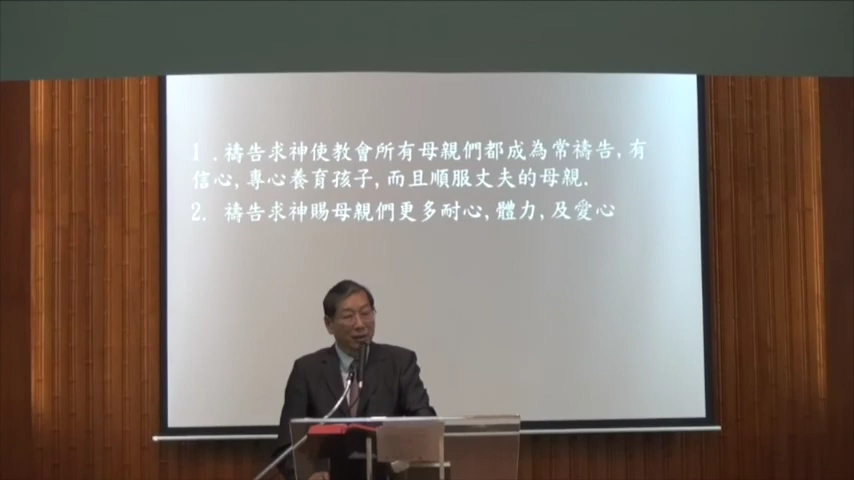 1 .禱告求神使教會所有母親們都成為常禱告,有
信心,專心養育孩子,而且順服丈夫的母親.
2. 禱告求神賜母親們更多耐心,體力,及愛心